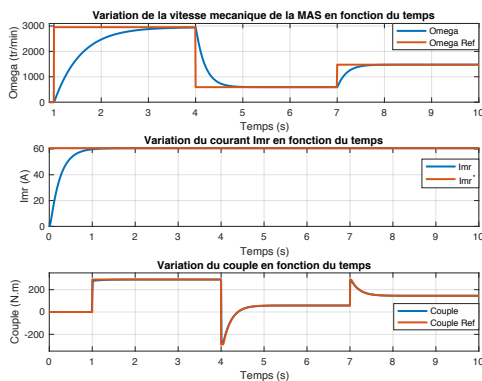 Variation de la vitesse mecanique de la MAS en fonction du temps
Omega (tr/min)
3000
2000
1000
0
Omega
Omega Ref
1 2 3 4 5 6 7 8 9 10
Temps (s)
Variation du courant Imr en fonction du temps
Imr (A)
60
40
20
0
Imr
Imr*
0 1 2 3 4 5 6 7 8 9 10
Temps (s)
Variation du couple en fonction du temps
Couple (N.m)
200
0
-200
Couple
Couple Ref
0 1 2 3 4 5 6 7 8 9 10
Temps (s)